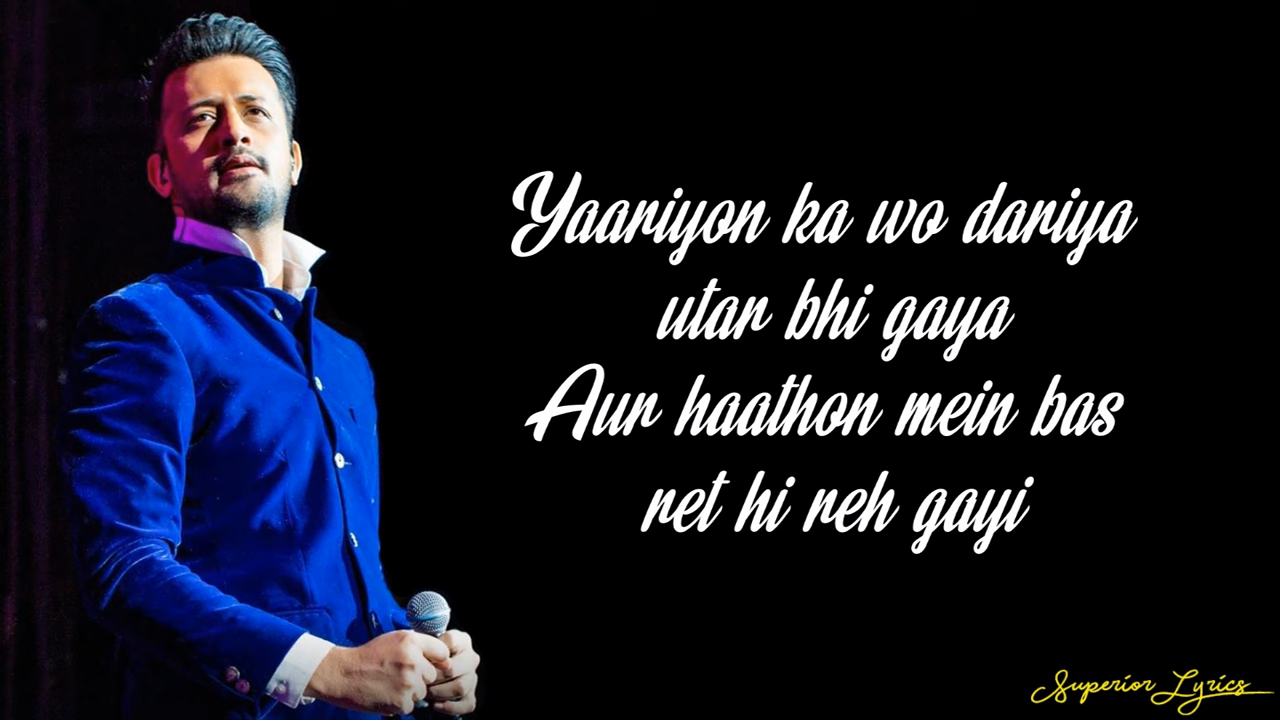 Yaariyon ka wo dariya
utar bhi gaya
Aur haathon mein bas
ret hi reh gayi
Superior Lyrics